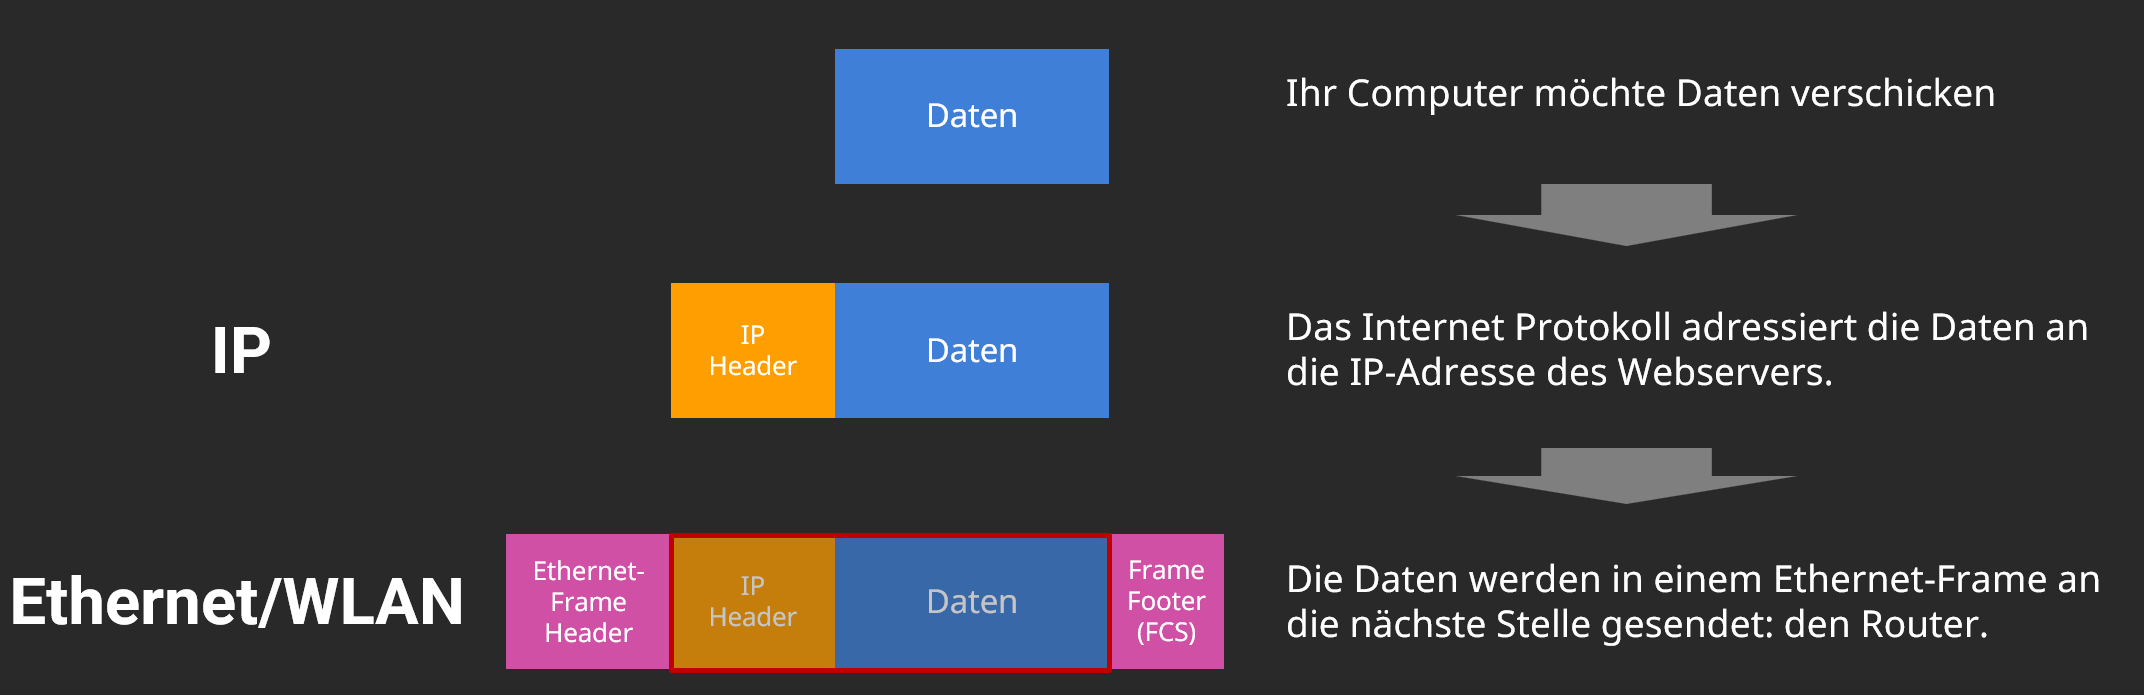 Daten
Ihr Computer möchte Daten verschicken
IP
IP
Header
Daten
Das Internet Protokoll adressiert die Daten an
die IP-Adresse des Webservers.
Ethernet/WLAN
Ethernet-
Frame
Header
IP
Header
Daten
Frame
Footer
(FCS)
Die Daten werden in einem Ethernet-Frame an
die nächste Stelle gesendet: den Router.